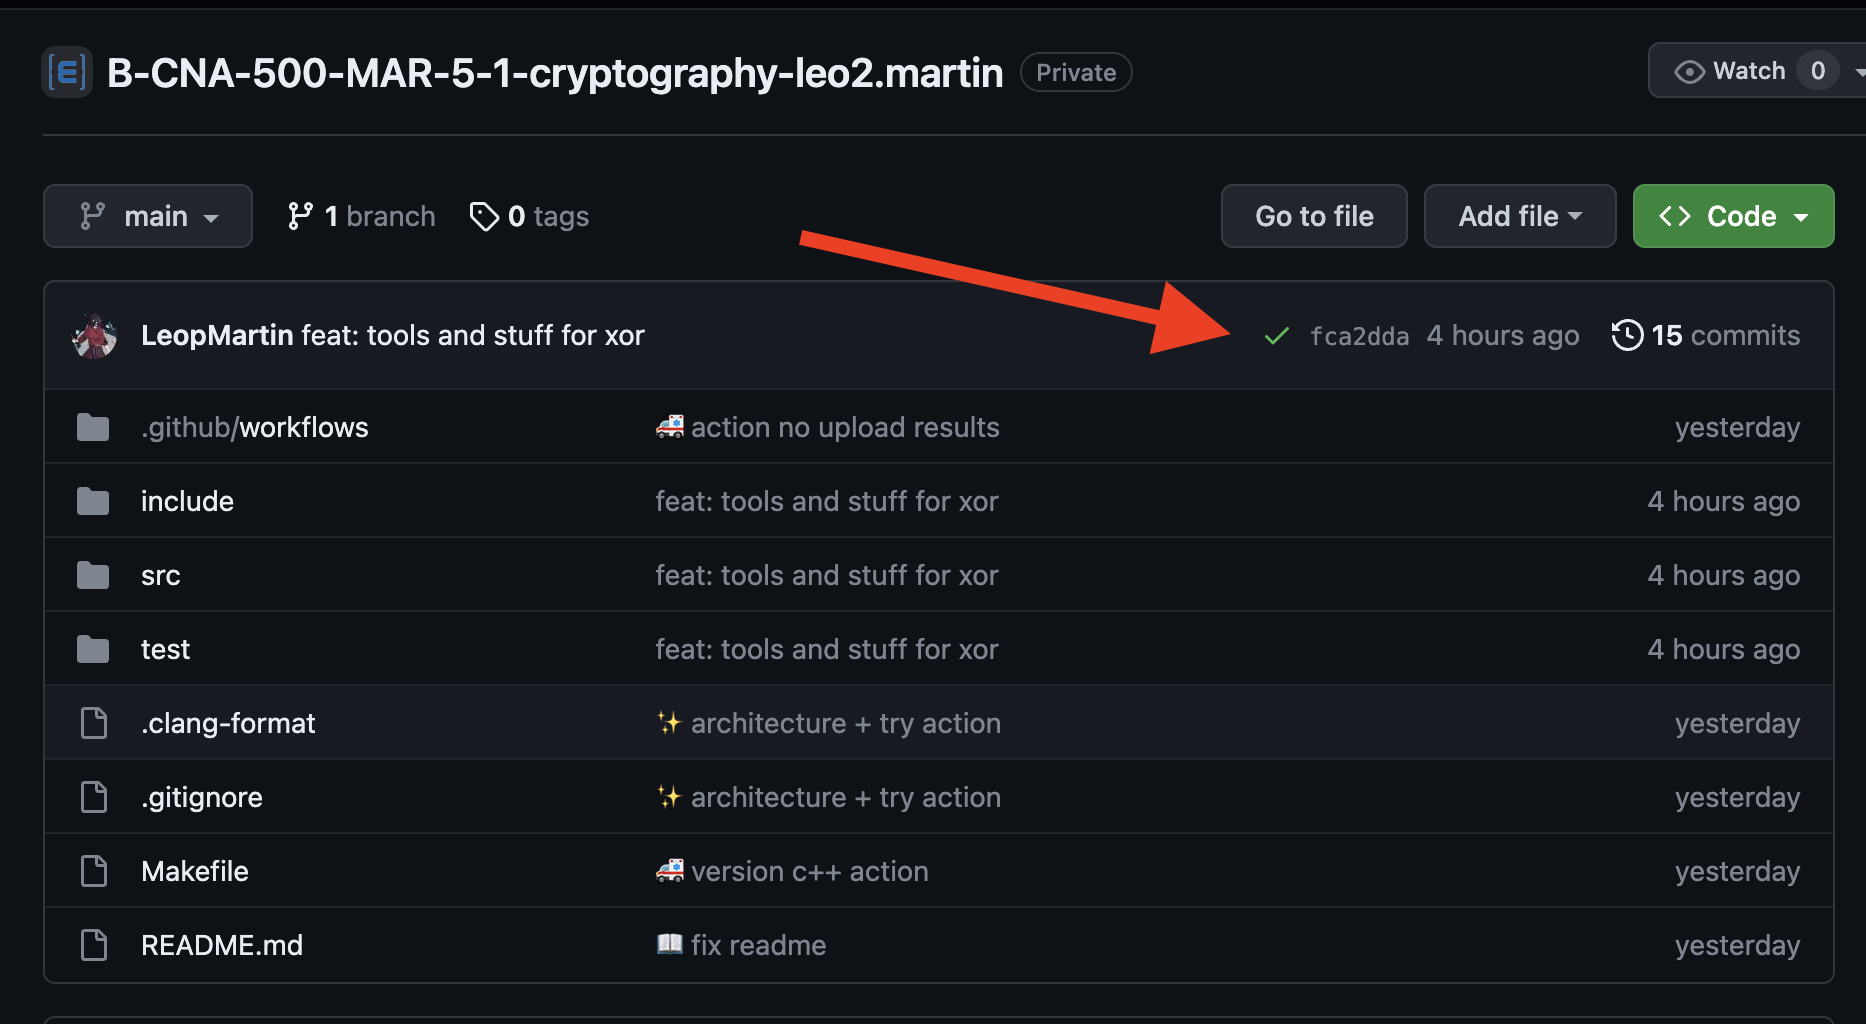 B-CNA-500-MAR-5-1-cryptography-leo2.martin Private Watch 0
main 1 branch 0 tags Go to file Add file Code
LeopMartin feat: tools and stuff for xor fca2dda 4 hours ago 15 commits
.github/workflows 🚑 action no upload results yesterday
include feat: tools and stuff for xor 4 hours ago
src feat: tools and stuff for xor 4 hours ago
test feat: tools and stuff for xor 4 hours ago
.clang-format ✨ architecture + try action yesterday
.gitignore ✨ architecture + try action yesterday
Makefile 🚑 version c++ action yesterday
README.md 📖 fix readme yesterday